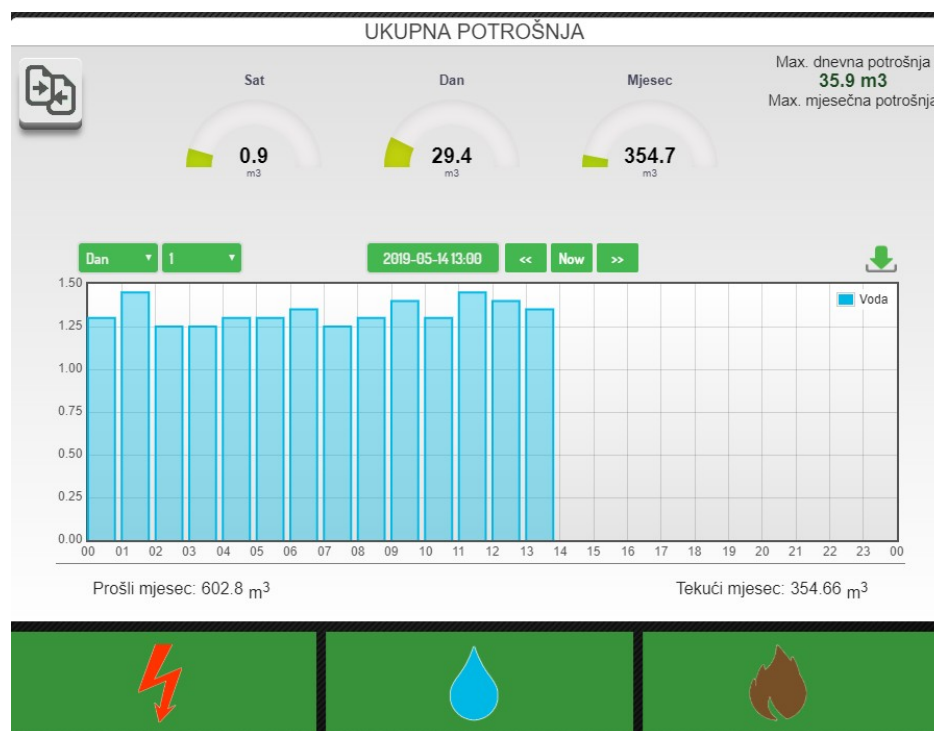 UKUPNA POTROŠNJA
Max. dnevna potrošnja
35.9 m3
Max. mjesečna potrošnja
Sat
Dan
Mjesec
0.9
m3
29.4
m3
354.7
m3
Dan 1 2019-05-14 13:00 << Now >>
Voda
1.50
1.25
1.00
0.75
0.50
0.25
0.00
00 01 02 03 04 05 06 07 08 09 10 11 12 13 14 15 16 17 18 19 20 21 22 23 00
Prošli mjesec: 602.8 m3
Tekući mjesec: 354.66 m3